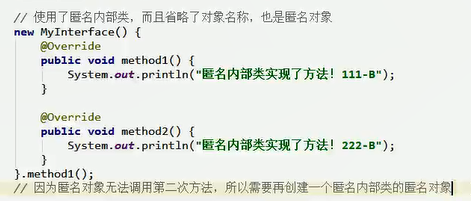 // 使用了匿名内部类，而且省略了对象名称，也是匿名对象
new MyInterface() {
    @Override
    public void method1() {
        System.out.println("匿名内部类实现了方法！111-B");
    }

    @Override
    public void method2() {
        System.out.println("匿名内部类实现了方法！222-B");
    }
}.method1();
// 因为匿名对象无法调用第二次方法，所以需要再创建一个匿名内部类的匿名对象